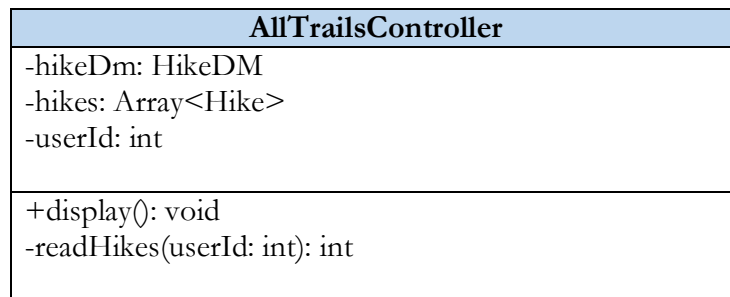 AllTrailsController
-hikeDm: HikeDM
-hikes: Array<Hike>
-userId: int
+display(): void
-readHikes(userId: int): int